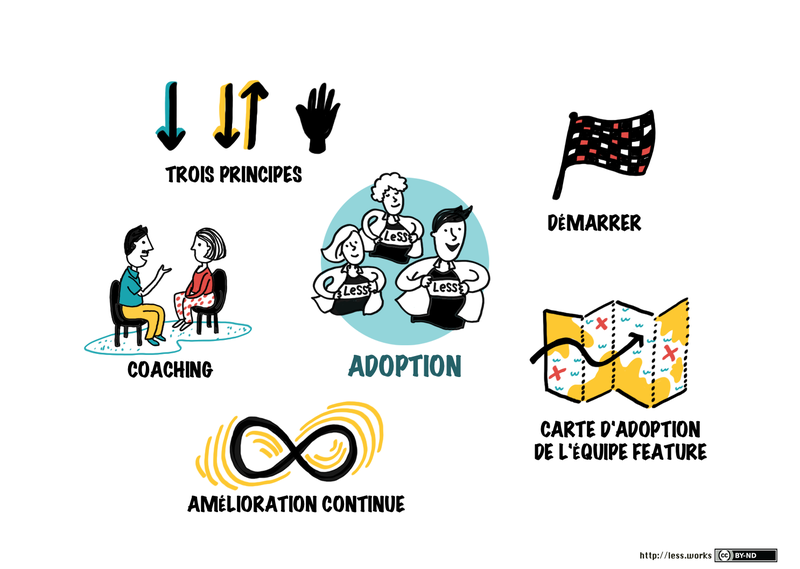 TROIS PRINCIPES
DÉMARRER
LeSS
LeSS
LeSS
COACHING
ADOPTION
CARTE D'ADOPTION
DE L'ÉQUIPE FEATURE
AMÉLIORATION CONTINUE
http://less.works
cc BY-ND